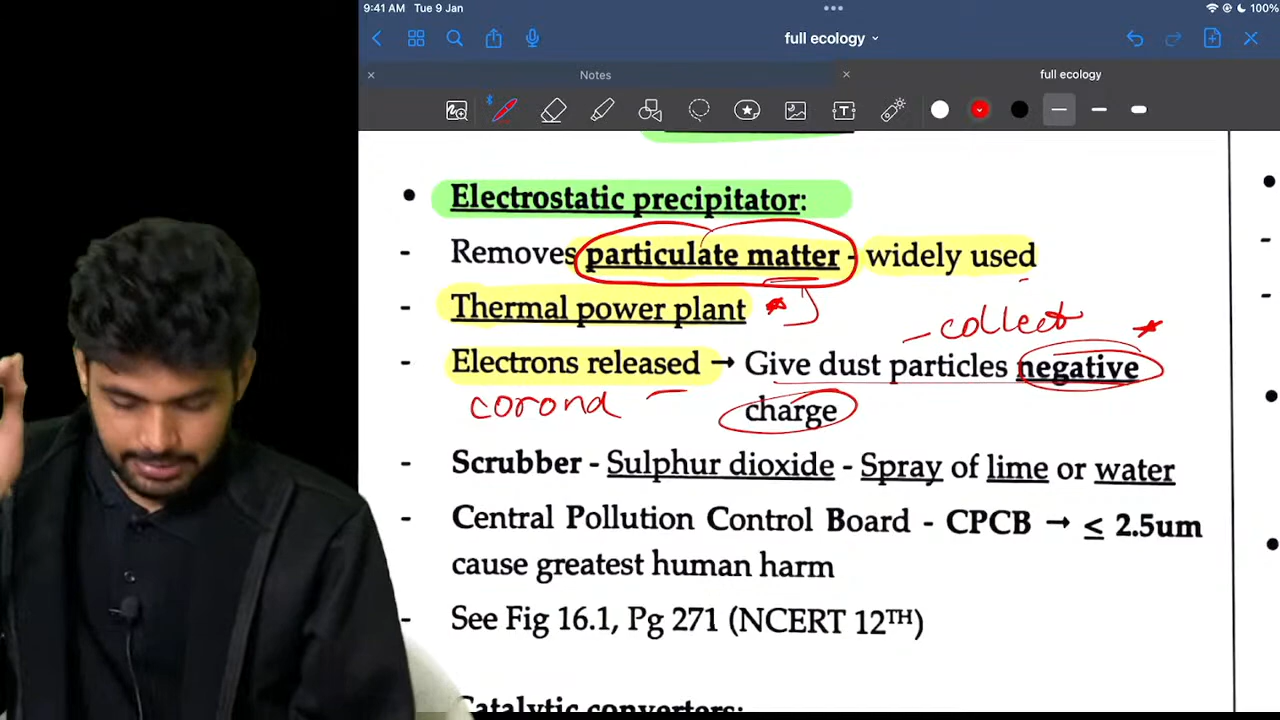 9:41 AM Tue 9 Jan
100%
full ecology
Notes
full ecology
Electrostatic precipitator:
- Removes particulate matter - widely used
- Thermal power plant
- collect
- Electrons released → Give dust particles negative
corona
charge
- Scrubber - Sulphur dioxide - Spray of lime or water
- Central Pollution Control Board - CPCB → ≤ 2.5um
cause greatest human harm
- See Fig 16.1, Pg 271 (NCERT 12TH)
Catalytic converters: